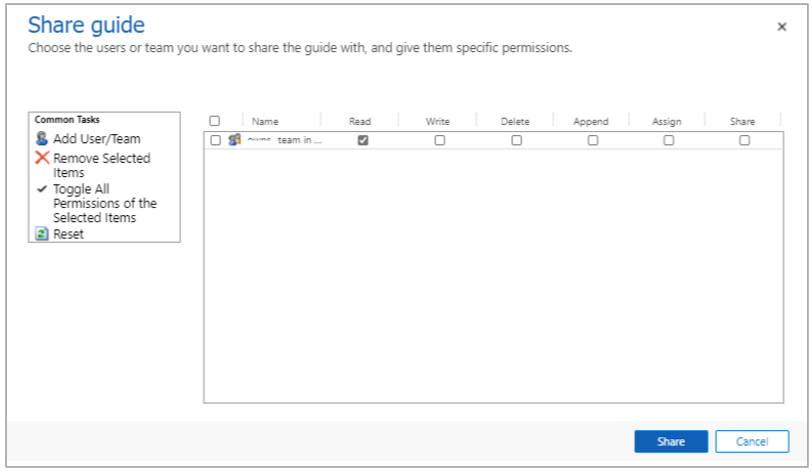 Share guide
Choose the users or team you want to share the guide with, and give them specific permissions.
Common Tasks
Add User/Team
Remove Selected
Items
Toggle All
Permissions of the
Selected Items
Reset
Name Read Write Delete Append Assign Share
team in ...
Share Cancel